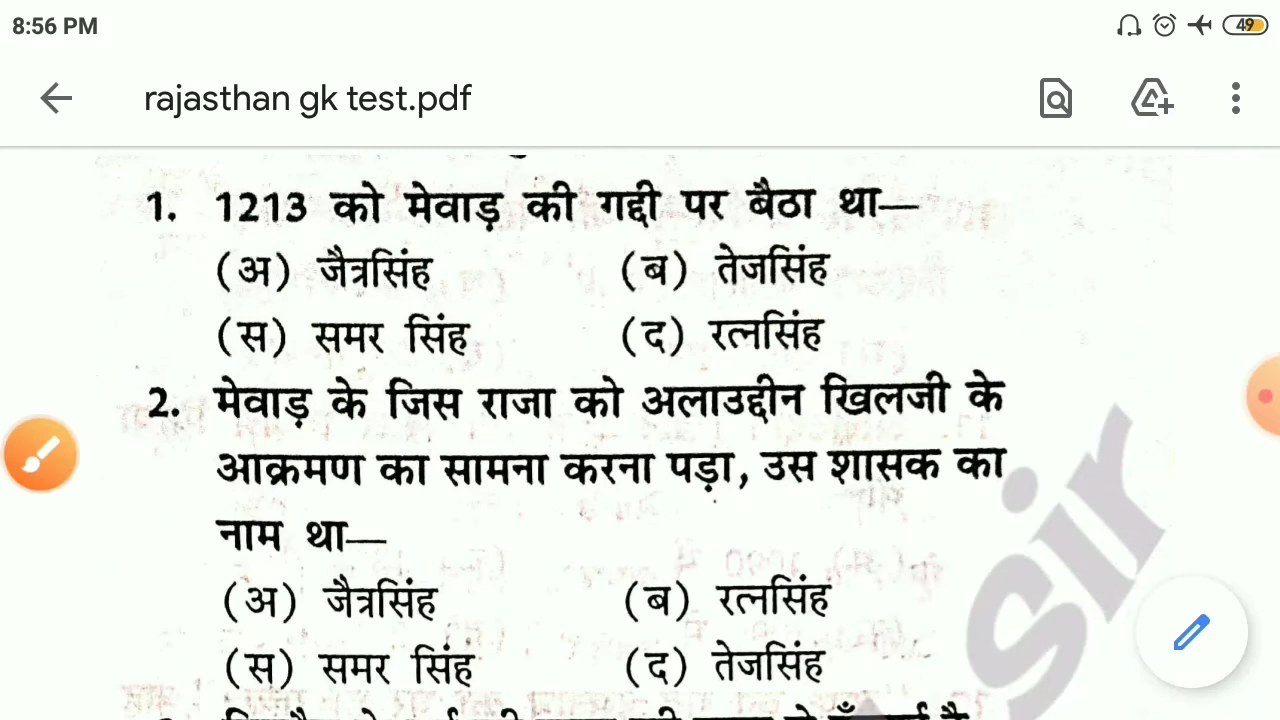 8:56 PM
49
rajasthan gk test.pdf
1. 1213 को मेवाड़ की गद्दी पर बैठा था—
(अ) जैत्रसिंह (ब) तेजसिंह
(स) समर सिंह (द) रत्नसिंह
2. मेवाड़ के जिस राजा को अलाउद्दीन खिलजी के
आक्रमण का सामना करना पड़ा, उस शासक का
नाम था—
(अ) जैत्रसिंह (ब) रत्नसिंह
(स) समर सिंह (द) तेजसिंह
Sir